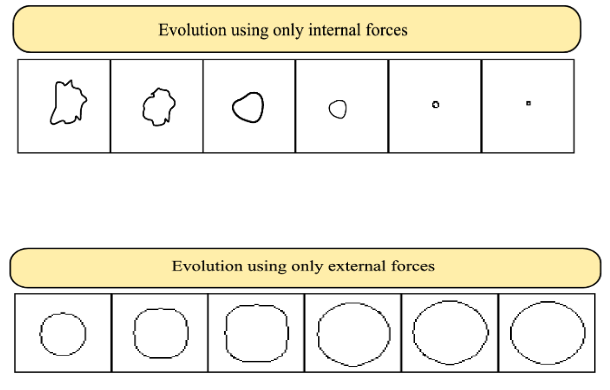 Evolution using only internal forces
Evolution using only external forces